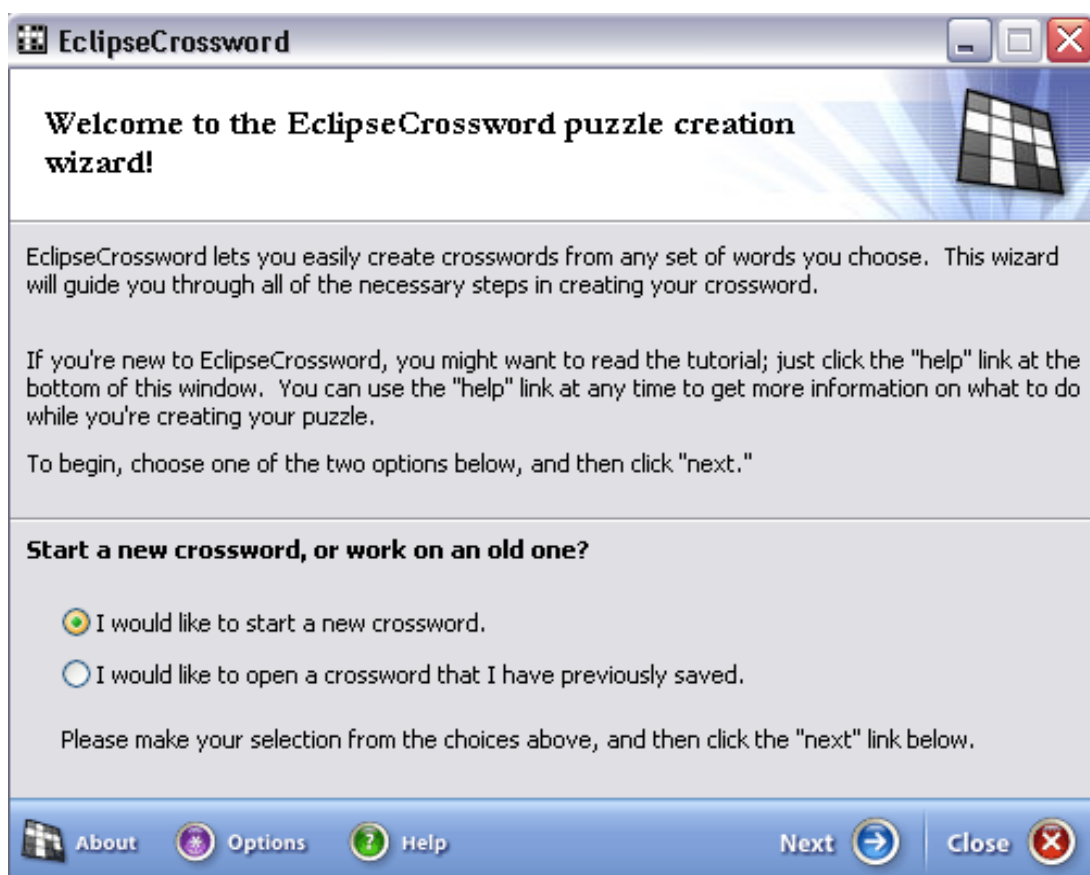 EclipseCrossword
Welcome to the EclipseCrossword puzzle creation
wizard!
EclipseCrossword lets you easily create crosswords from any set of words you choose.  This wizard
will guide you through all of the necessary steps in creating your crossword.
If you're new to EclipseCrossword, you might want to read the tutorial; just click the "help" link at the
bottom of this window.  You can use the "help" link at any time to get more information on what to do
while you're creating your puzzle.
To begin, choose one of the two options below, and then click "next."
Start a new crossword, or work on an old one?
I would like to start a new crossword.
I would like to open a crossword that I have previously saved.
Please make your selection from the choices above, and then click the "next" link below.
About Options Help Next Close